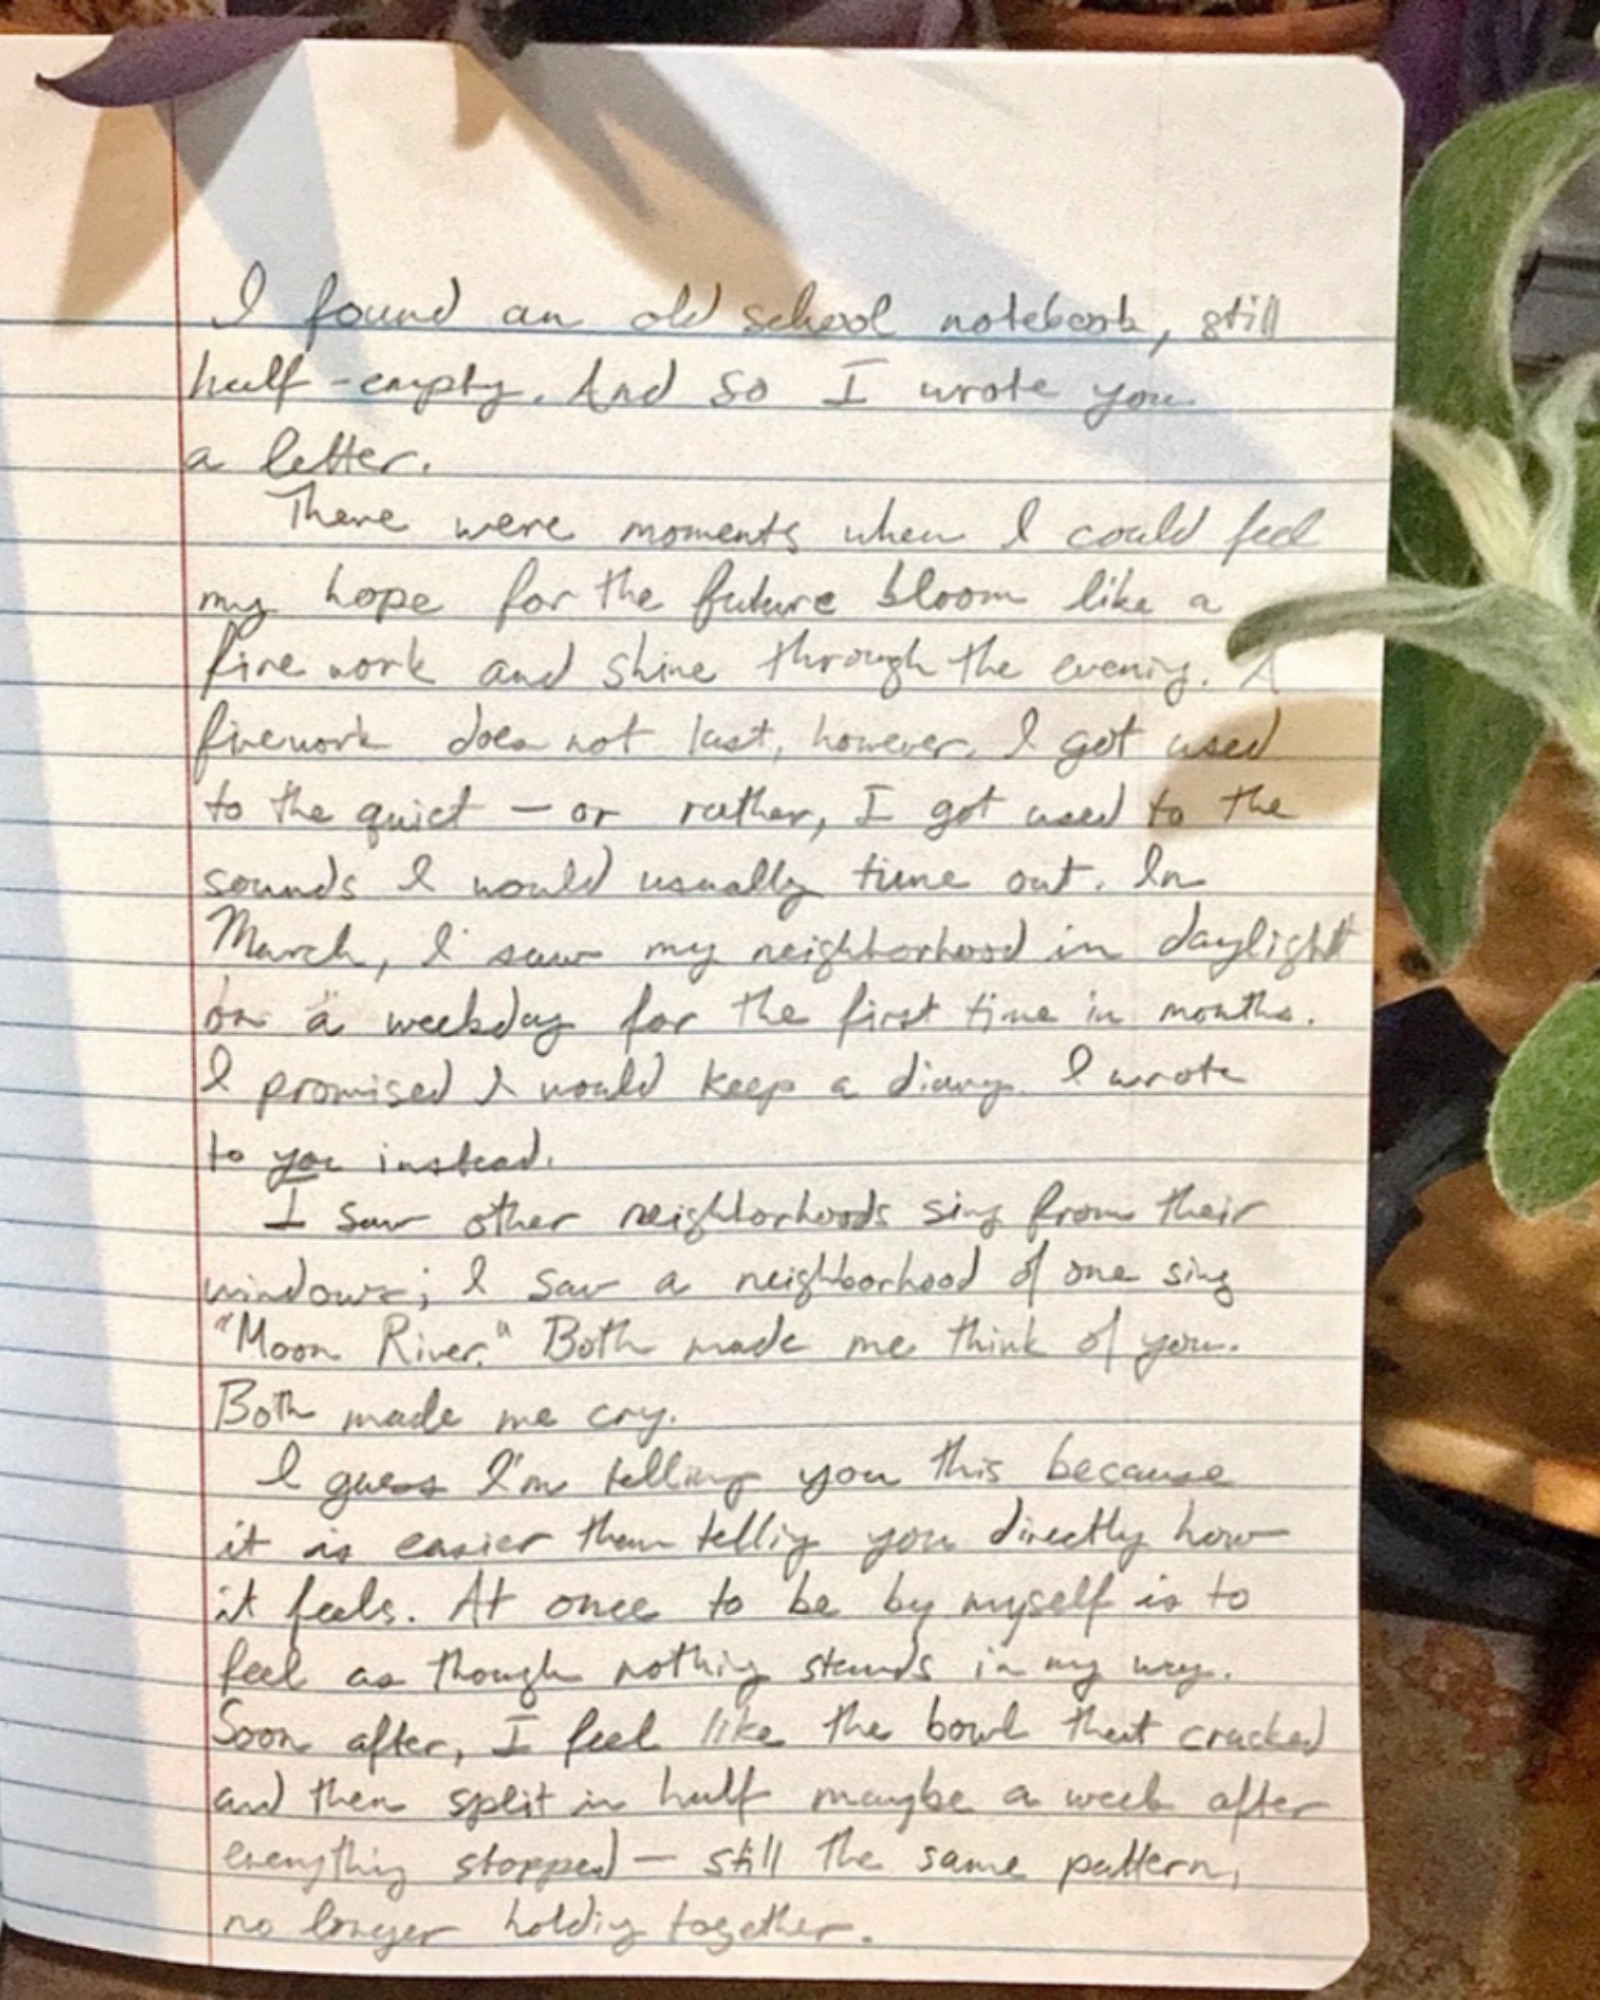 I found an old school notebook, still
half-empty. And so I wrote you
a letter.
There were moments when I could feel
my hope for the future bloom like a
firework and shine through the evening. A
firework does not last, however. I got used
to the quiet — or rather, I got used to the
sounds I would usually tune out. In
March, I saw my neighborhood in daylight
on a weekday for the first time in months.
I promised I would keep a diary. I wrote
to you instead.
I saw other neighborhoods sing from their
windows; I saw a neighborhood of one sing
"Moon River." Both made me think of you.
Both made me cry.
I guess I'm telling you this because
it is easier than telling you directly how
it feels. At once to be by myself is to
feel as though nothing stands in my way.
Soon after, I feel like the bowl that cracked
and then split in half maybe a week after
everything stopped — still the same pattern,
no longer holding together.